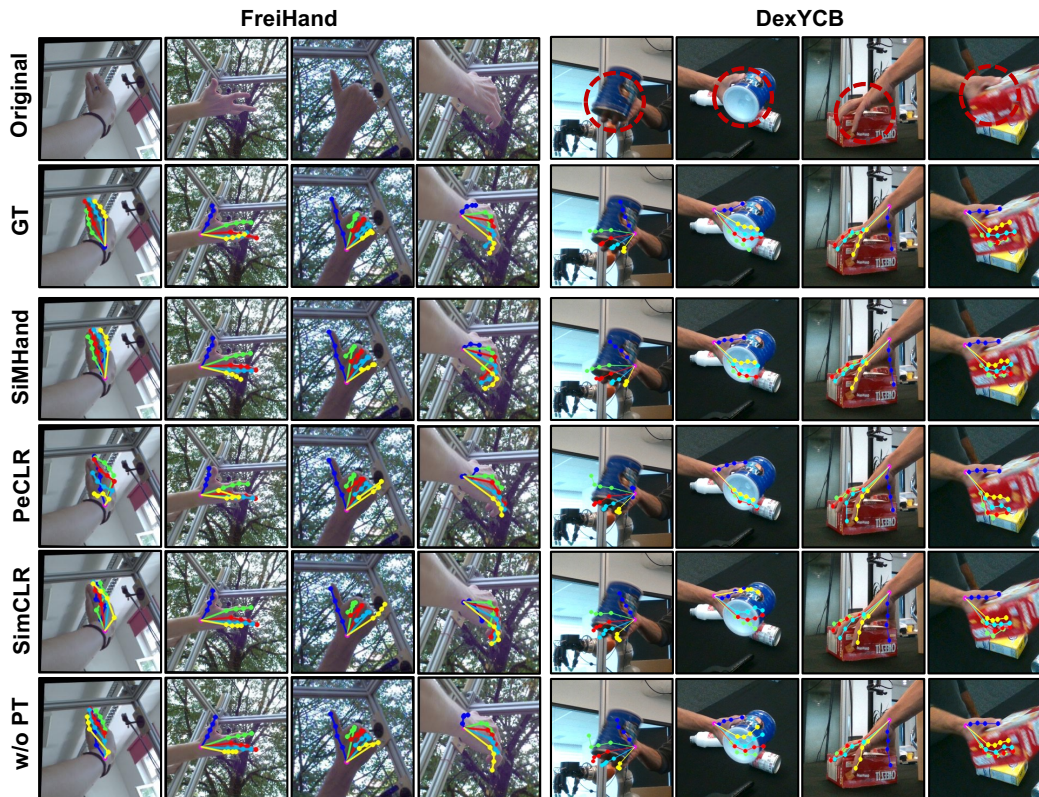 FreiHand
DexYCB
Original
GT
SiMHand
PeCLR
SimCLR
w/o PT